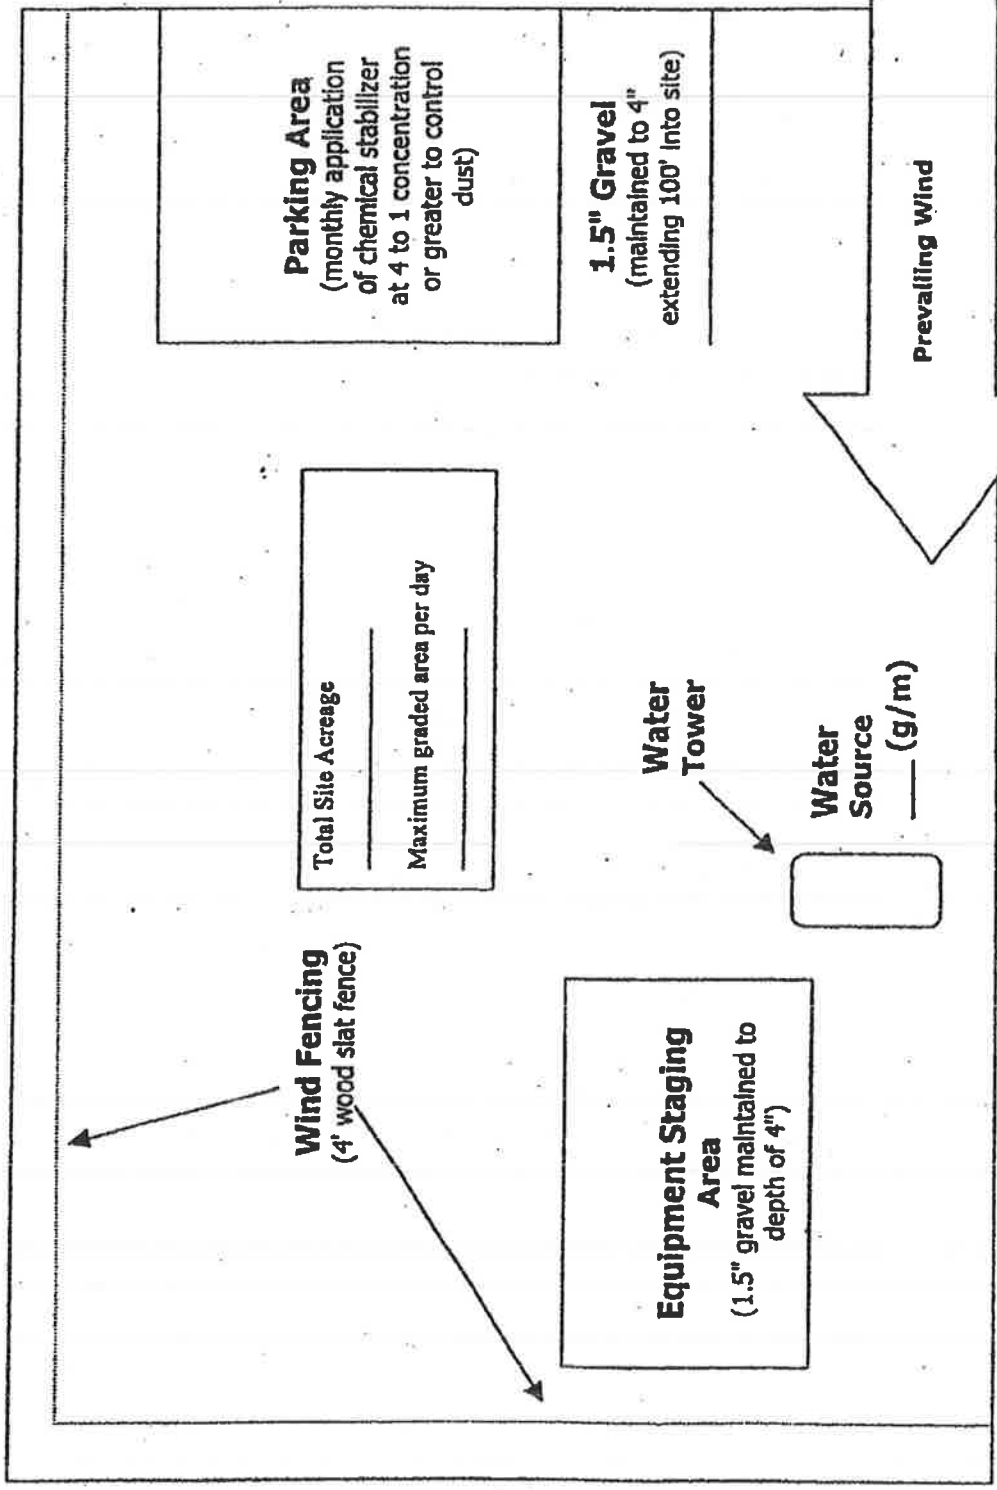 Parking Area
(monthly application
of chemical stabilizer
at 4 to 1 concentration
or greater to control
dust)
1.5" Gravel
(maintained to 4"
extending 100' into site)
Prevailing Wind
Total Site Acreage
Maximum graded area per day
Water
Tower
Water
Source
____ (g/m)
Wind Fencing
(4' wood slat fence)
Equipment Staging
Area
(1.5" gravel maintained to
depth of 4")